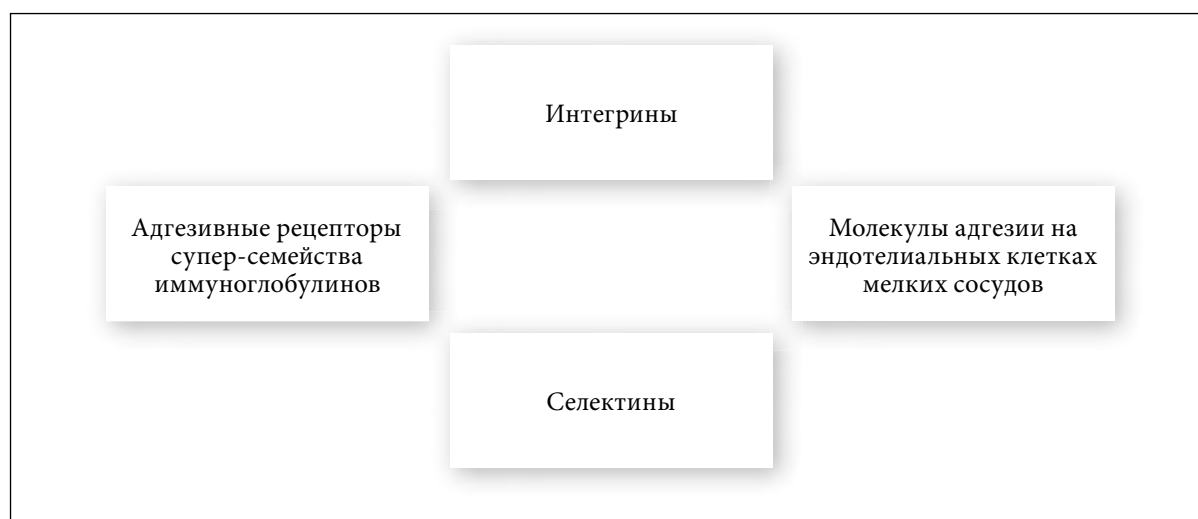 Интегрины
Адгезивные рецепторы
супер-семейства
иммуноглобулинов
Молекулы адгезии на
эндотелиальных клетках
мелких сосудов
Селектины